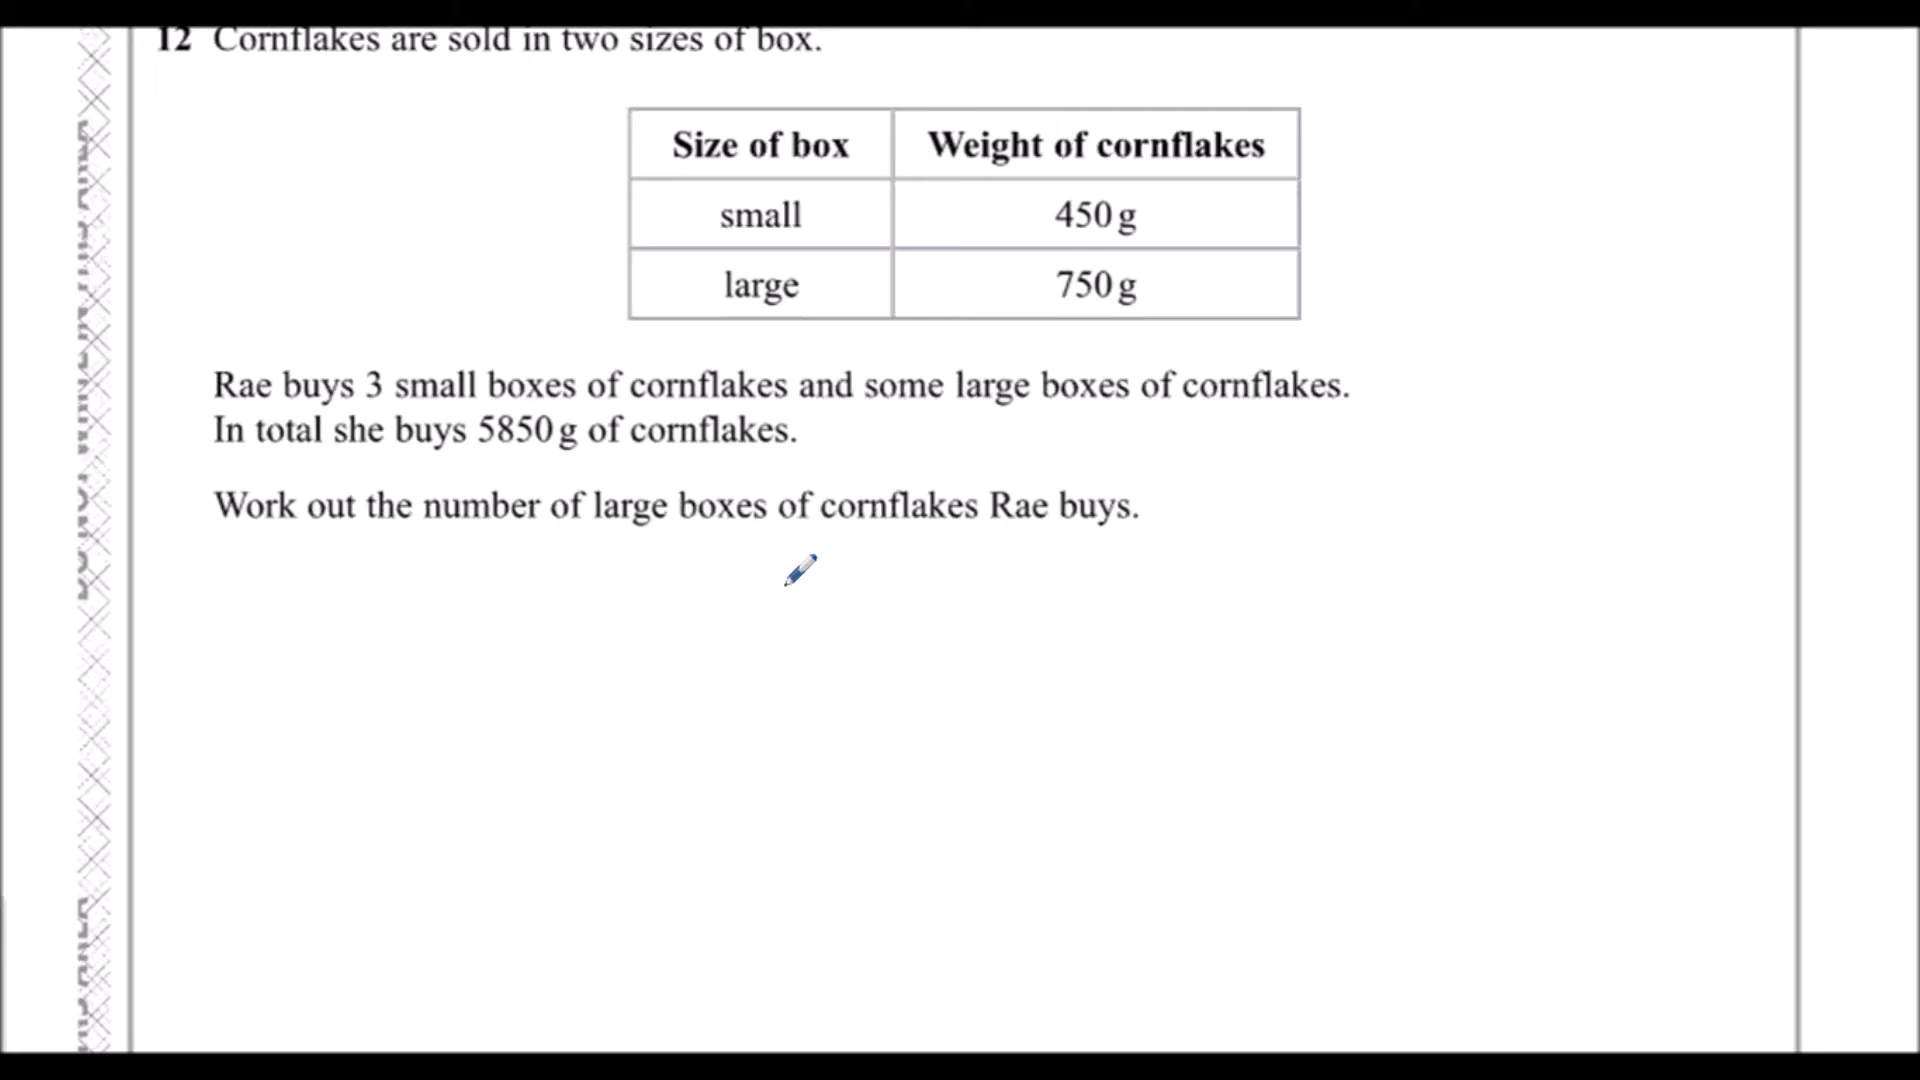 12 Cornflakes are sold in two sizes of box.
Size of box Weight of cornflakes
small 450 g
large 750 g
Rae buys 3 small boxes of cornflakes and some large boxes of cornflakes.
In total she buys 5850 g of cornflakes.
Work out the number of large boxes of cornflakes Rae buys.